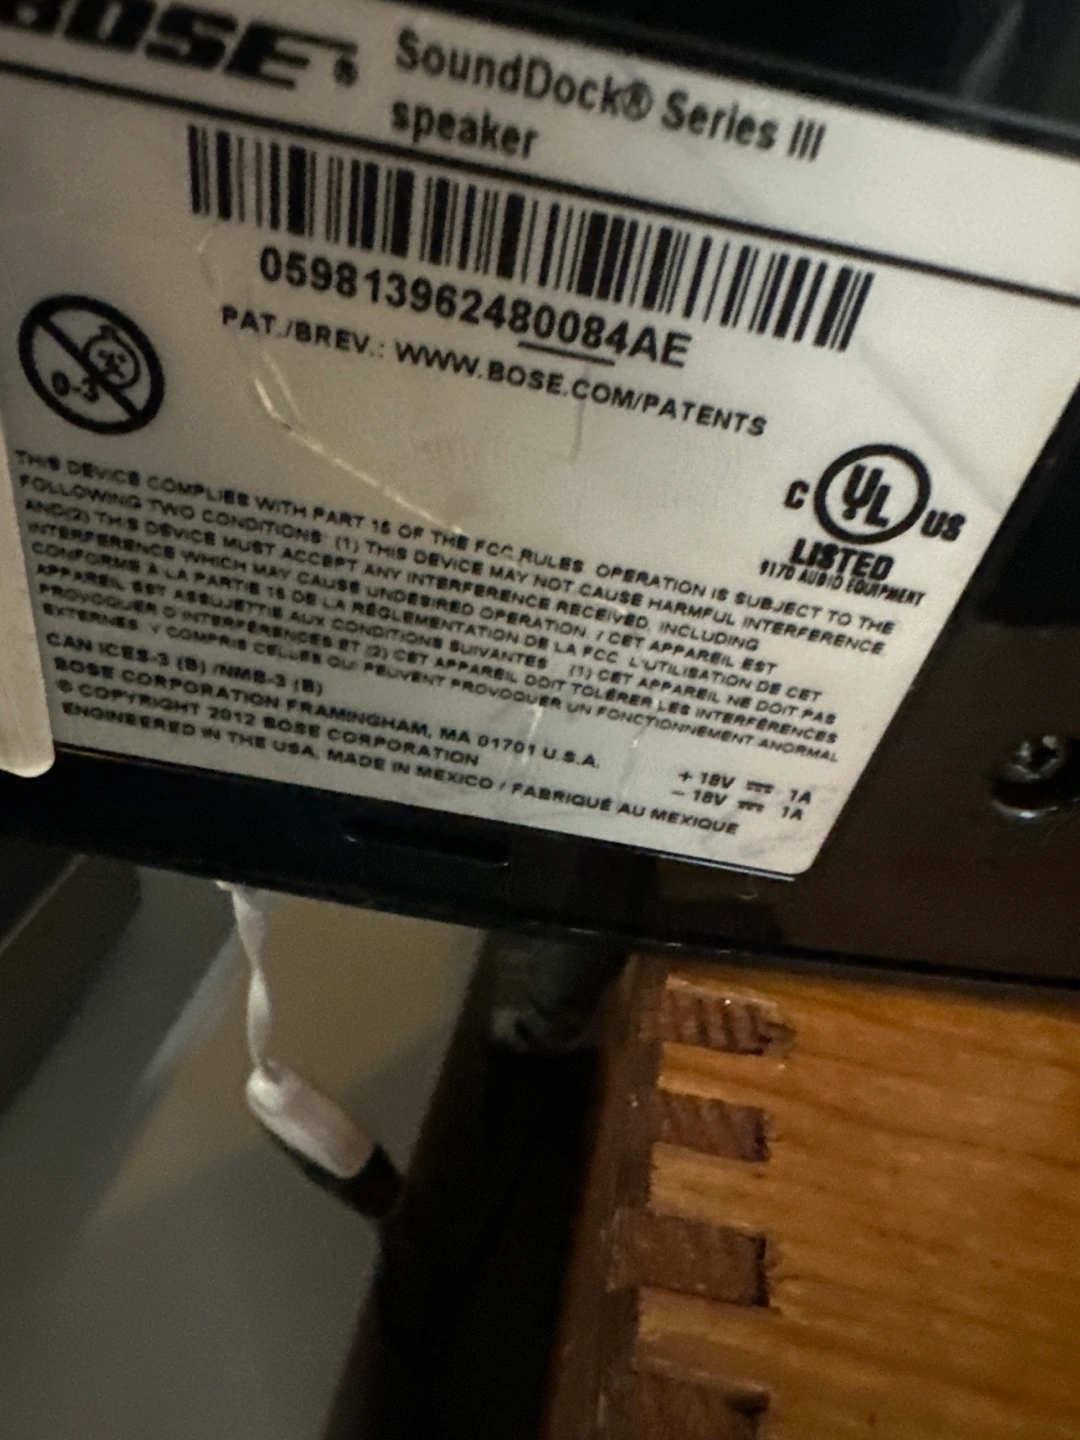 BOSE®
SoundDock® Series III
speaker
059813962480084AE
PAT./BREV.: WWW.BOSE.COM/PATENTS
0-3
C UL US
LISTED
9170 AUDIO EQUIPMENT
THIS DEVICE COMPLIES WITH PART 15 OF THE FCC RULES OPERATION IS SUBJECT TO THE
FOLLOWING TWO CONDITIONS: (1) THIS DEVICE MAY NOT CAUSE HARMFUL INTERFERENCE
AND(2) THIS DEVICE MUST ACCEPT ANY INTERFERENCE RECEIVED, INCLUDING
INTERFERENCE WHICH MAY CAUSE UNDESIRED OPERATION. / CET APPAREIL EST
CONFORME À LA PARTIE 15 DE LA RÉGLEMENTATION DE LA FCC L'UTILISATION DE CET
APPAREIL EST ASSUJETTIE AUX CONDITIONS SUIVANTES (1) CET APPAREIL NE DOIT PAS
PROVOQUER D'INTERFÉRENCES ET (2) CET APPAREIL DOIT TOLÉRER LES INTERFÉRENCES
EXTERNES Y COMPRIS CELLES QUI PEUVENT PROVOQUER UN FONCTIONNEMENT ANORMAL
CAN ICES-3 (B) /NMB-3 (B)
BOSE CORPORATION FRAMINGHAM, MA 01701 U.S.A.
© COPYRIGHT 2012 BOSE CORPORATION
ENGINEERED IN THE USA, MADE IN MEXICO / FABRIQUÉ AU MEXIQUE
+ 18V ⎓ 1A
− 18V ⎓ 1A